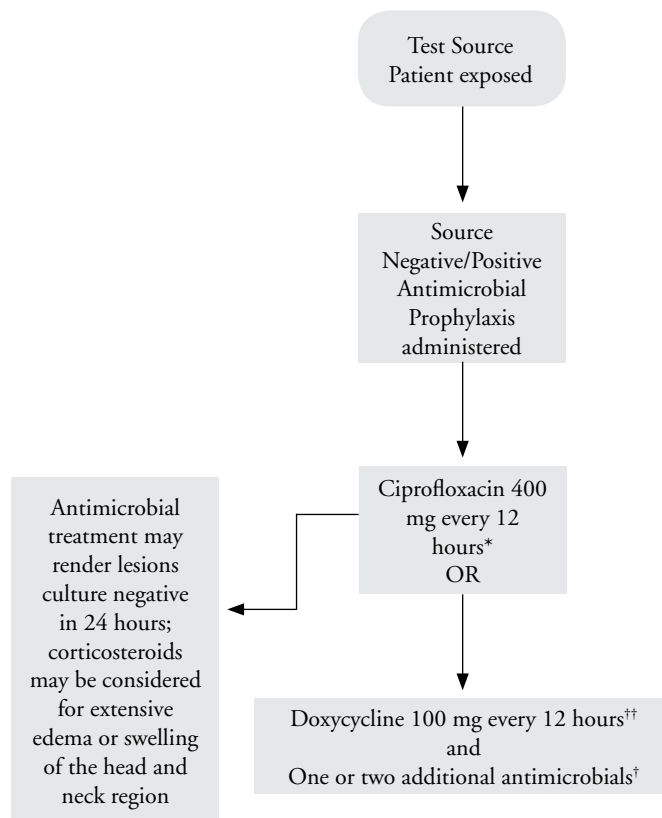 Test Source
Patient exposed
Source
Negative/Positive
Antimicrobial
Prophylaxis
administered
Ciprofloxacin 400
mg every 12
hours*
OR
Antimicrobial
treatment may
render lesions
culture negative
in 24 hours;
corticosteroids
may be considered
for extensive
edema or swelling
of the head and
neck region
Doxycycline 100 mg every 12 hours††
and
One or two additional antimicrobials†